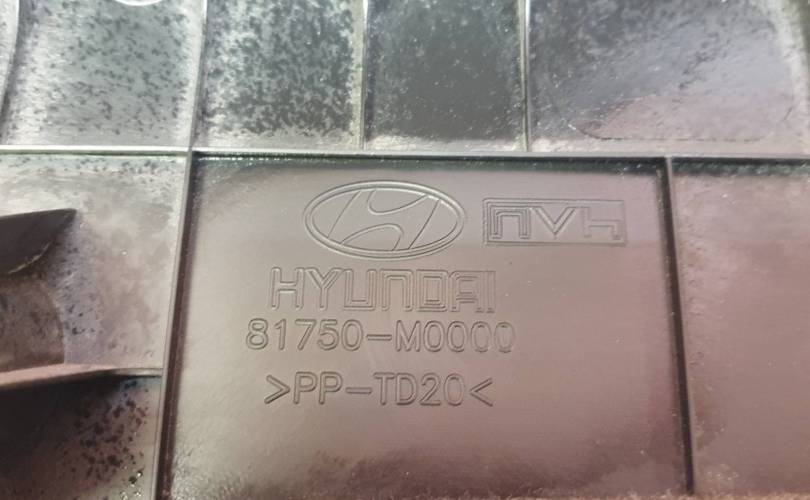 nvh
HYUNDAI
81750-M0000
>PP-TD20<